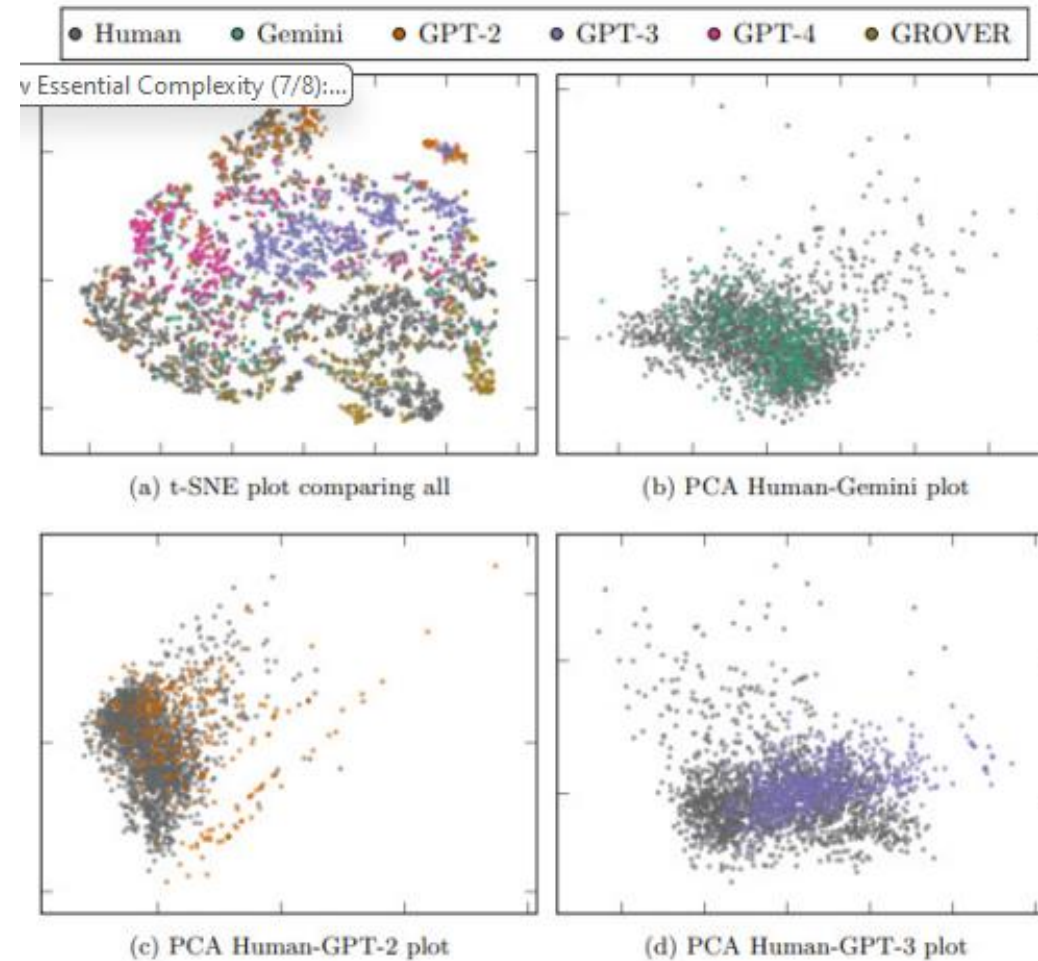 Human Gemini GPT-2 GPT-3 GPT-4 GROVER
Essential Complexity (7/8):...
(a) t-SNE plot comparing all
(b) PCA Human-Gemini plot
(c) PCA Human-GPT-2 plot
(d) PCA Human-GPT-3 plot